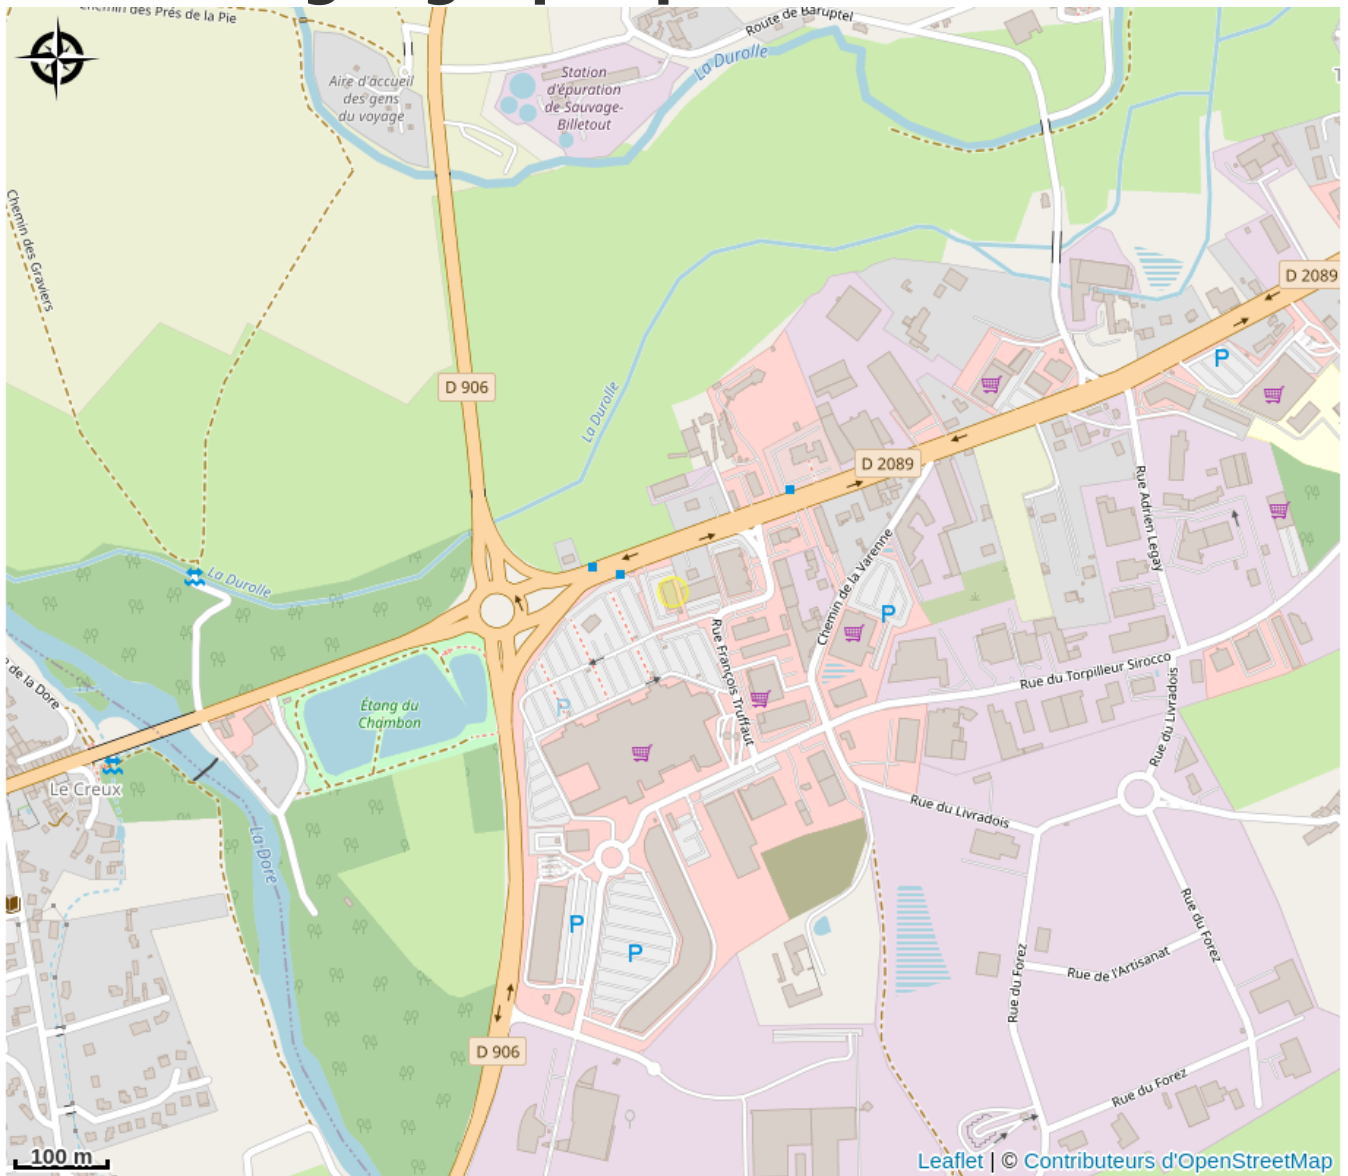 Chemin des Prés de la Pie
Route de Baruptel
La Durolle
Aire d'accueil
des gens
du voyage
Station
d'épuration
de Sauvage-
Billetout
Chemin des Graviers
D 2089
D 906
La Durolle
D 2089
Rue Adrien Legay
Chemin de la Varenne
La Durolle
P
P
Rue François Truffaut
Rue du Torpilleur Sirocco
de la Dore
Étang du
Chambon
P
Rue du Livradois
Le Creux
Rue du Livradois
La Dore
P
P
Rue du Forez
Rue de l'Artisanat
Rue du Forez
D 906
Rue du Forez
100 m
Leaflet | © Contributeurs d'OpenStreetMap